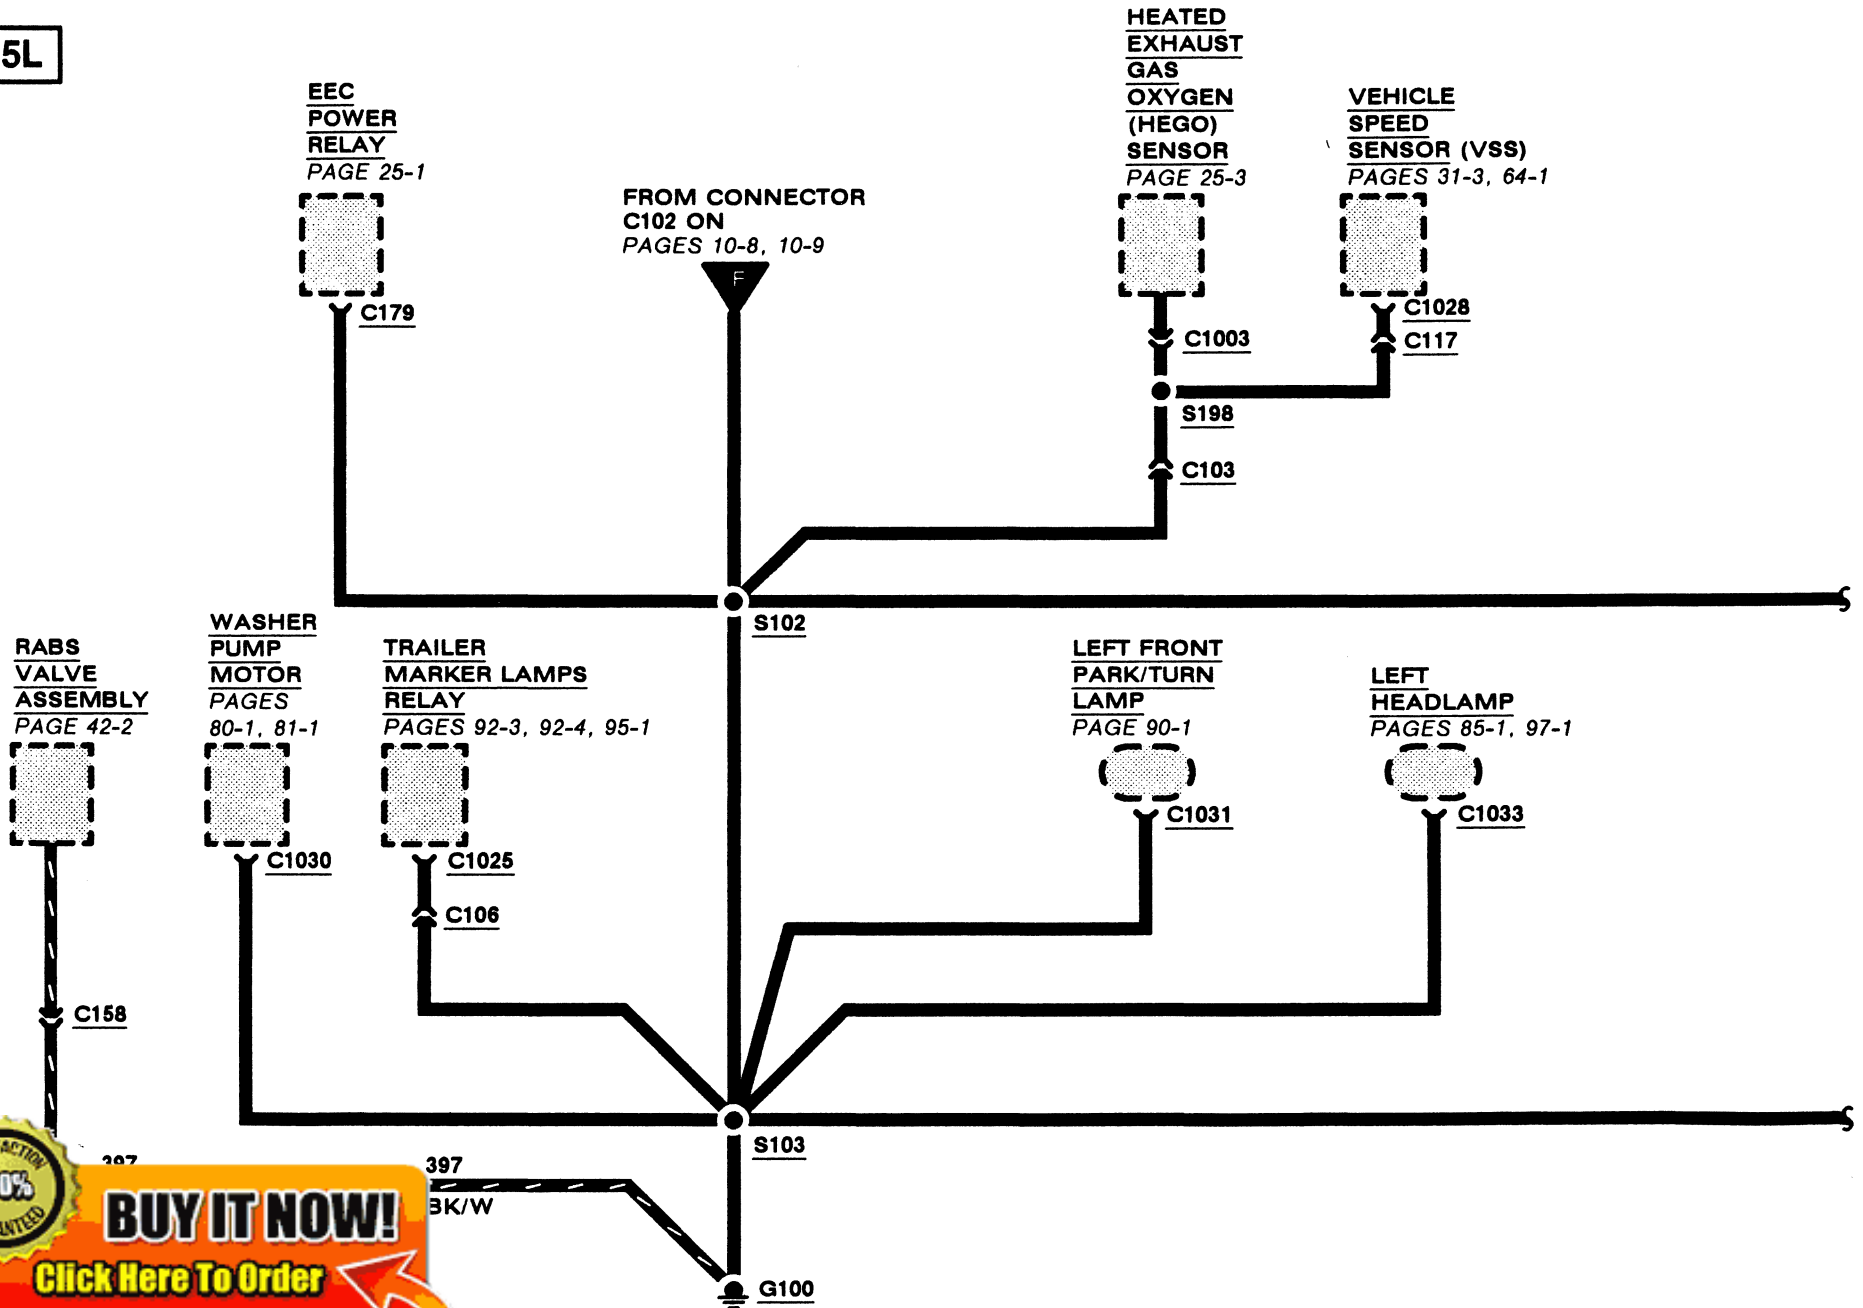 5L
HEATED
EXHAUST
GAS
OXYGEN
(HEGO)
SENSOR
PAGE 25-3
VEHICLE
SPEED
SENSOR (VSS)
PAGES 31-3, 64-1
EEC
POWER
RELAY
PAGE 25-1
FROM CONNECTOR
C102 ON
PAGES 10-8, 10-9
F
C179
C1003
C1028
C117
S198
C103
S102
RABS
VALVE
ASSEMBLY
PAGE 42-2
WASHER
PUMP
MOTOR
PAGES
80-1, 81-1
TRAILER
MARKER LAMPS
RELAY
PAGES 92-3, 92-4, 95-1
LEFT FRONT
PARK/TURN
LAMP
PAGE 90-1
LEFT
HEADLAMP
PAGES 85-1, 97-1
C1030
C1025
C1031
C1033
C106
C158
S103
397
397
BK/W
G100
ACTION
0%
ANTEED
BUY IT NOW!
Click Here To Order